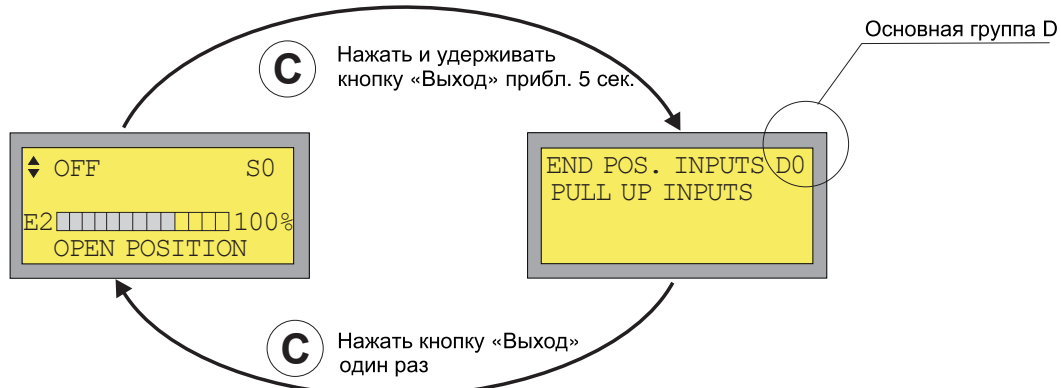 Основная группа D
C
Нажать и удерживать
кнопку «Выход» прибл. 5 сек.
OFF S0
E2 100%
OPEN POSITION
END POS. INPUTS D0
PULL UP INPUTS
C
Нажать кнопку «Выход»
один раз